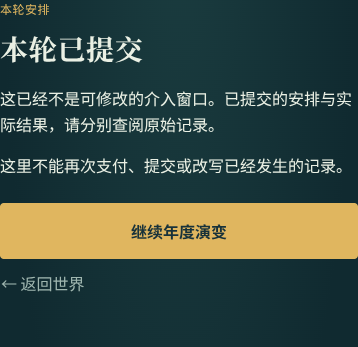 本轮安排
本轮已提交
这已经不是可修改的介入窗口。已提交的安排与实
际结果，请分别查阅原始记录。
这里不能再次支付、提交或改写已经发生的记录。
继续年度演变
← 返回世界